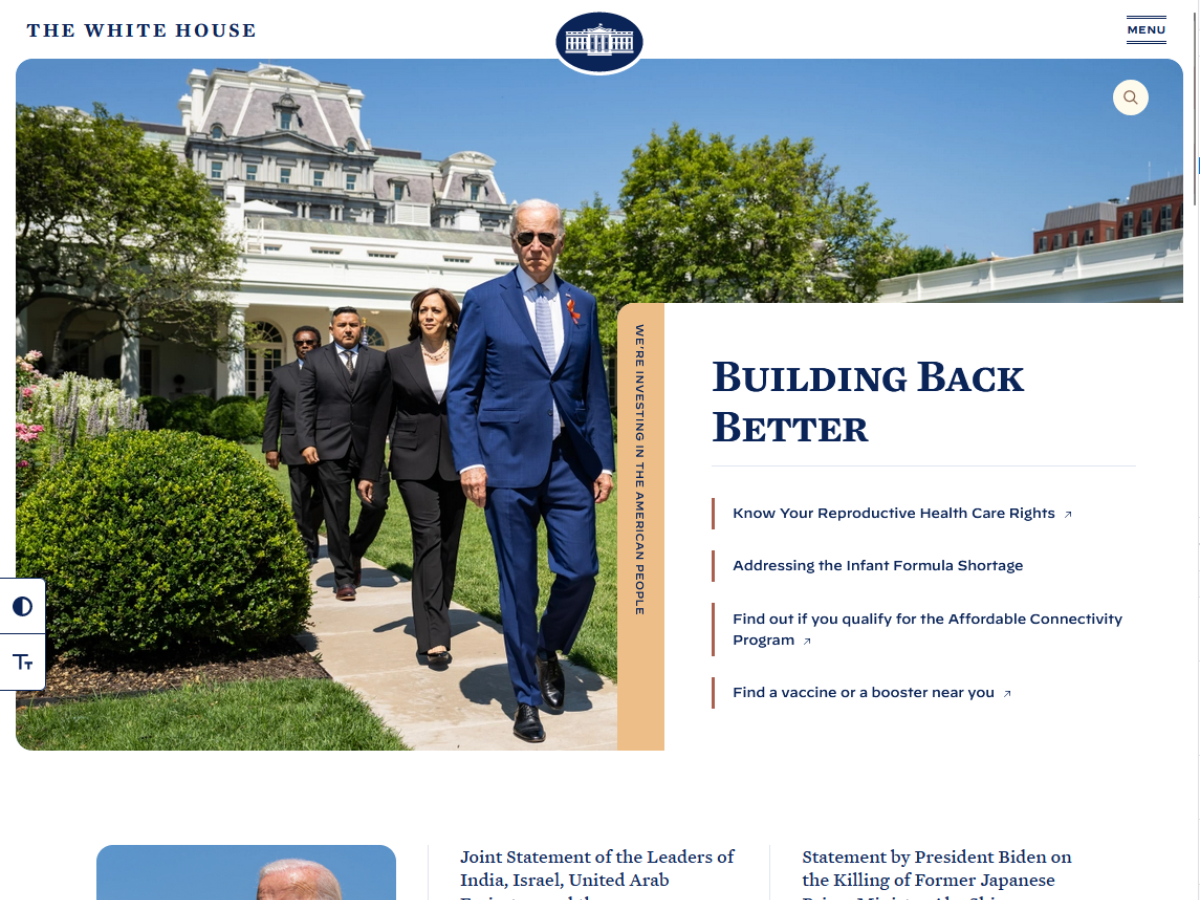 THE WHITE HOUSE
MENU
WE'RE INVESTING IN THE AMERICAN PEOPLE
BUILDING BACK
BETTER
Know Your Reproductive Health Care Rights
Addressing the Infant Formula Shortage
Find out if you qualify for the Affordable Connectivity
Program
Find a vaccine or a booster near you
Tт
Joint Statement of the Leaders of
India, Israel, United Arab
Statement by President Biden on
the Killing of Former Japanese